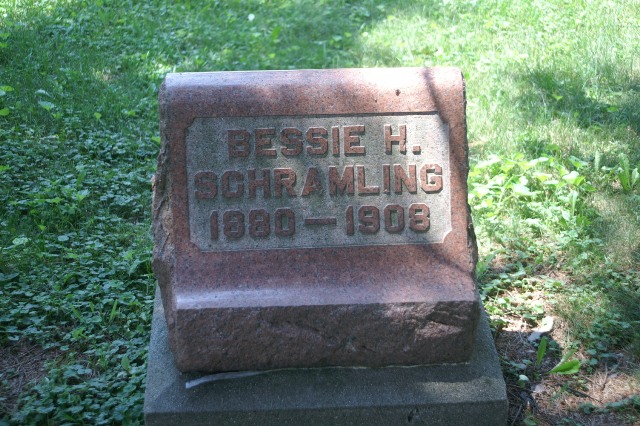 BESSIE H.
SCHRAMLING
1880—1908